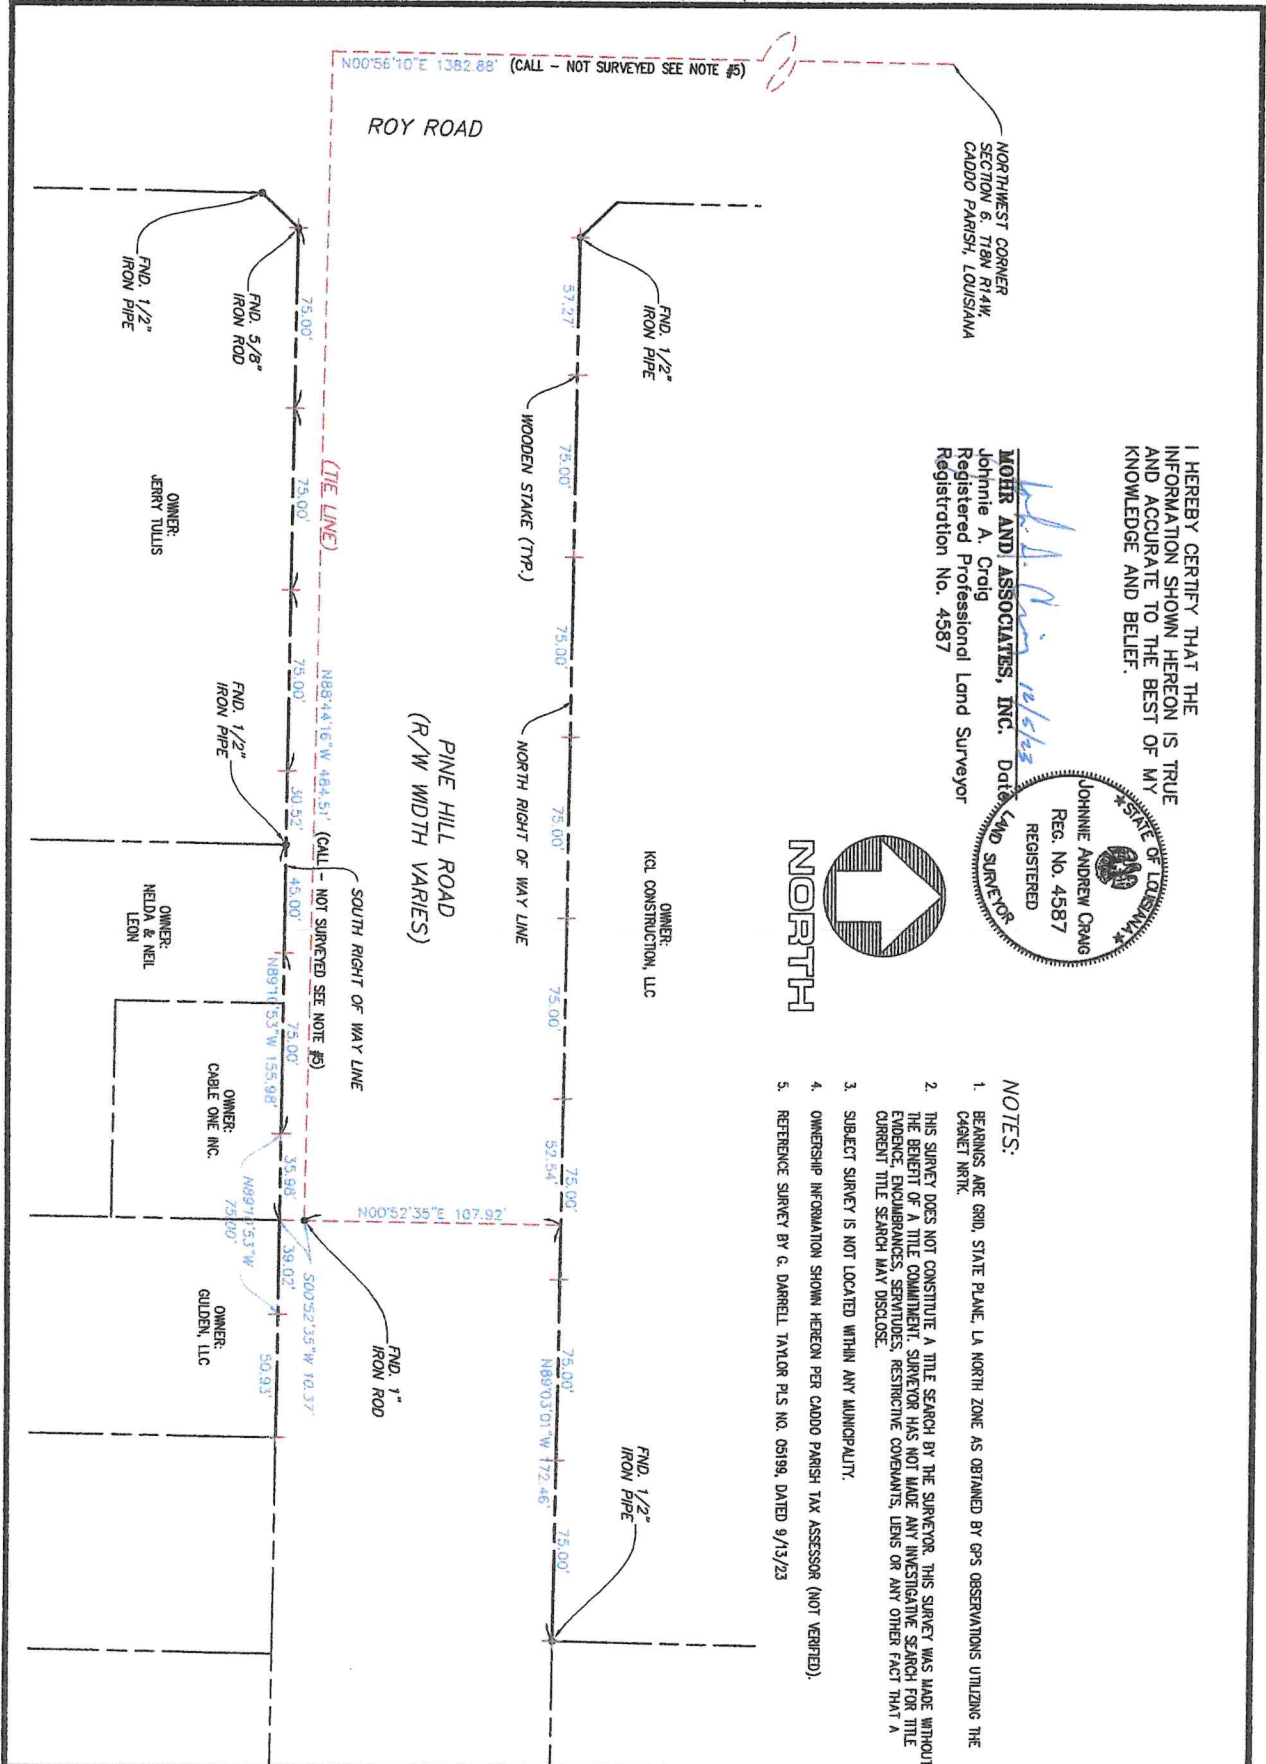 N00°56'10"E 1382.88' (CALL - NOT SURVEYED SEE NOTE #5)
ROY ROAD
NORTHWEST CORNER
SECTION 6, T18N R14W,
CADDO PARISH, LOUISIANA
I HEREBY CERTIFY THAT THE
INFORMATION SHOWN HEREON IS TRUE
AND ACCURATE TO THE BEST OF MY
KNOWLEDGE AND BELIEF.
12/5/23
MOHR AND ASSOCIATES, INC. Date
Johnnie A. Craig
Registered Professional Land Surveyor
Registration No. 4587
STATE OF LOUISIANA
JOHNNIE ANDREW CRAIG
REG. No. 4587
REGISTERED
LAND SURVEYOR
NORTH
NOTES:
1. BEARINGS ARE GRID, STATE PLANE, LA NORTH ZONE AS OBTAINED BY GPS OBSERVATIONS UTILIZING THE
C4GNET NRTK.
2. THIS SURVEY DOES NOT CONSTITUTE A TITLE SEARCH BY THE SURVEYOR. THIS SURVEY WAS MADE WITHOUT
THE BENEFIT OF A TITLE COMMITMENT. SURVEYOR HAS NOT MADE ANY INVESTIGATIVE SEARCH FOR TITLE
EVIDENCE, ENCUMBRANCES, SERVITUDES, RESTRICTIVE COVENANTS, LIENS OR ANY OTHER FACT THAT A
CURRENT TITLE SEARCH MAY DISCLOSE.
3. SUBJECT SURVEY IS NOT LOCATED WITHIN ANY MUNICIPALITY.
4. OWNERSHIP INFORMATION SHOWN HEREON PER CADDO PARISH TAX ASSESSOR (NOT VERIFIED).
5. REFERENCE SURVEY BY G. DARRELL TAYLOR PLS NO. 05199, DATED 9/13/23
FND. 1/2"
IRON PIPE
OWNER:
KCL CONSTRUCTION, LLC
FND. 1/2"
IRON PIPE
57.27'
75.00'
75.00'
75.00'
75.00'
75.00'
52.54'
75.00'
N89°03'01"W 172.46'
75.00'
WOODEN STAKE (TYP.)
NORTH RIGHT OF WAY LINE
PINE HILL ROAD
(R/W WIDTH VARIES)
N00°52'35"E 107.92'
FND. 1"
IRON ROD
SOUTH RIGHT OF WAY LINE
(TIE LINE)
N88°44'16"W 484.51' (CALL - NOT SURVEYED SEE NOTE #5)
S00°52'35"W 10.37'
75.00'
75.00'
75.00'
30.52'
45.00'
75.00'
N89°10'53"W 155.98'
35.98'
39.02'
50.93'
N89°10'53"W
75.00'
FND. 5/8"
IRON ROD
FND. 1/2"
IRON PIPE
FND. 1/2"
IRON PIPE
OWNER:
JERRY TULLIS
OWNER:
NELDA & NEIL
LEON
OWNER:
CABLE ONE INC.
OWNER:
GULDEN, LLC